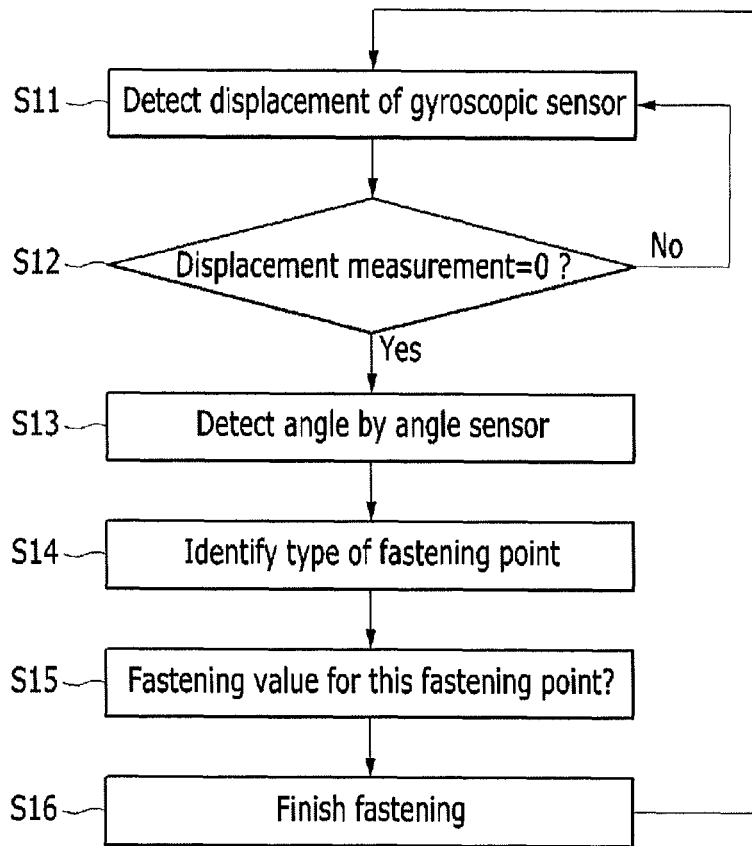 S11 Detect displacement of gyroscopic sensor
S12 Displacement measurement=0 ?
No
Yes
S13 Detect angle by angle sensor
S14 Identify type of fastening point
S15 Fastening value for this fastening point?
S16 Finish fastening